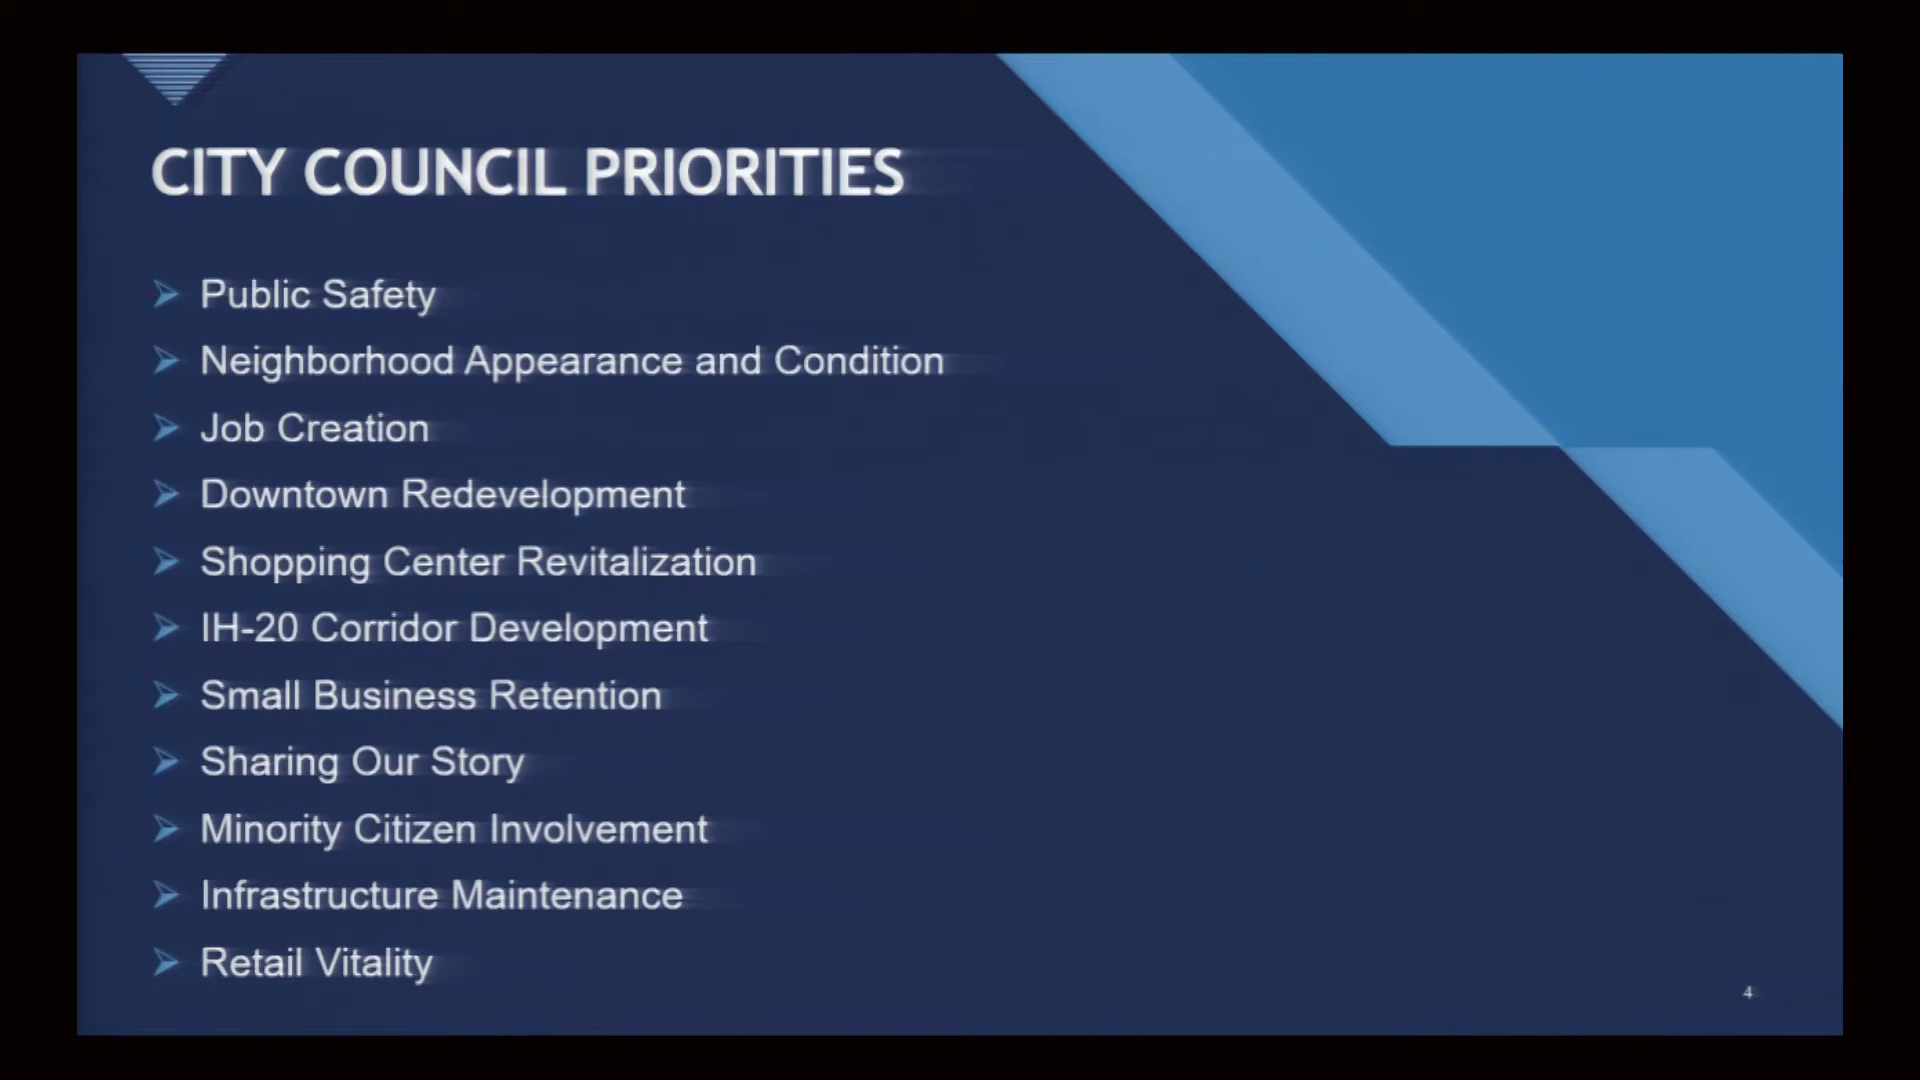 CITY COUNCIL PRIORITIES
Public Safety
Neighborhood Appearance and Condition
Job Creation
Downtown Redevelopment
Shopping Center Revitalization
IH-20 Corridor Development
Small Business Retention
Sharing Our Story
Minority Citizen Involvement
Infrastructure Maintenance
Retail Vitality
4